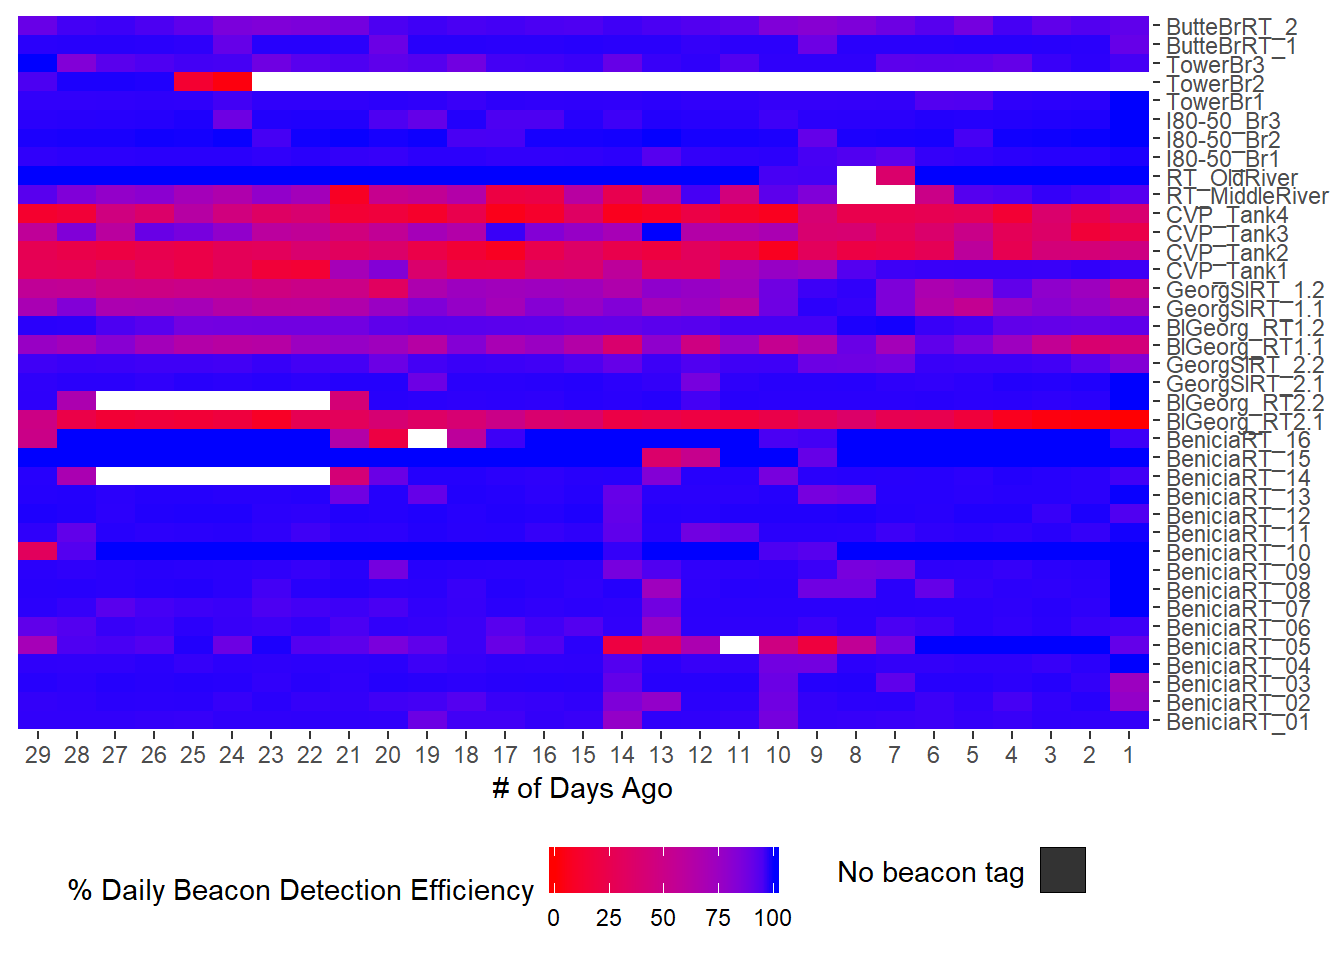 ButteBrRT_2
ButteBrRT_1
TowerBr3
TowerBr2
TowerBr1
I80-50_Br3
I80-50_Br2
I80-50_Br1
RT_OldRiver
RT_MiddleRiver
CVP_Tank4
CVP_Tank3
CVP_Tank2
CVP_Tank1
GeorgSlRT_1.2
GeorgSlRT_1.1
BlGeorg_RT1.2
BlGeorg_RT1.1
GeorgSlRT_2.2
GeorgSlRT_2.1
BlGeorg_RT2.2
BlGeorg_RT2.1
BeniciaRT_16
BeniciaRT_15
BeniciaRT_14
BeniciaRT_13
BeniciaRT_12
BeniciaRT_11
BeniciaRT_10
BeniciaRT_09
BeniciaRT_08
BeniciaRT_07
BeniciaRT_06
BeniciaRT_05
BeniciaRT_04
BeniciaRT_03
BeniciaRT_02
BeniciaRT_01
29 28 27 26 25 24 23 22 21 20 19 18 17 16 15 14 13 12 11 10 9 8 7 6 5 4 3 2 1
# of Days Ago
% Daily Beacon Detection Efficiency
0 25 50 75 100
No beacon tag